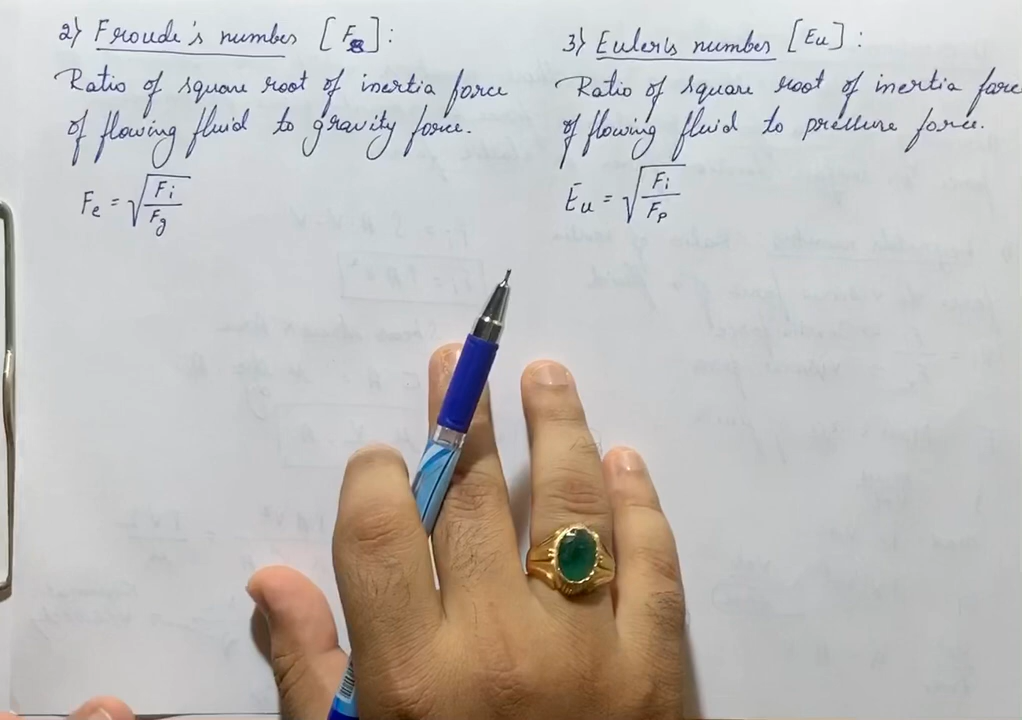 2) Froude's number [Fe]:
Ratio of square root of inertia force
of flowing fluid to gravity force.
Fe = √Fi/Fg
3) Euler's number [Eu]:
Ratio of square root of inertia force
of flowing fluid to pressure force.
Eu = √Fi/Fp